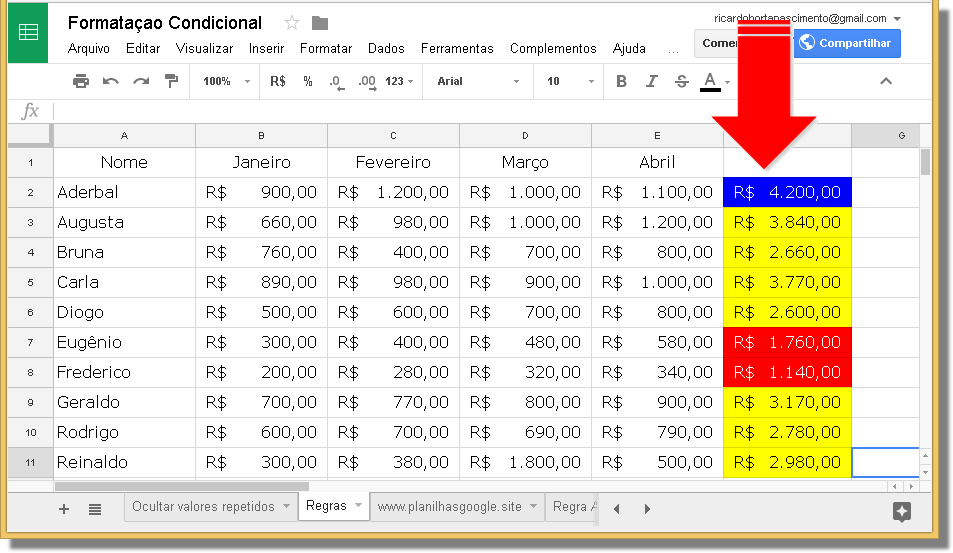 Formataçao Condicional
ricardohortanascimento@gmail.com
Arquivo Editar Visualizar Inserir Formatar Dados Ferramentas Complementos Ajuda ...
Compartilhar
100% R$ % .0 .00 123 Arial 10 B I S A
fx
A B C D E G
1 Nome Janeiro Fevereiro Março Abril
2 Aderbal R$ 900,00 R$ 1.200,00 R$ 1.000,00 R$ 1.100,00 R$ 4.200,00
3 Augusta R$ 660,00 R$ 980,00 R$ 1.000,00 R$ 1.200,00 R$ 3.840,00
4 Bruna R$ 760,00 R$ 400,00 R$ 700,00 R$ 800,00 R$ 2.660,00
5 Carla R$ 890,00 R$ 980,00 R$ 900,00 R$ 1.000,00 R$ 3.770,00
6 Diogo R$ 500,00 R$ 600,00 R$ 700,00 R$ 800,00 R$ 2.600,00
7 Eugênio R$ 300,00 R$ 400,00 R$ 480,00 R$ 580,00 R$ 1.760,00
8 Frederico R$ 200,00 R$ 280,00 R$ 320,00 R$ 340,00 R$ 1.140,00
9 Geraldo R$ 700,00 R$ 770,00 R$ 800,00 R$ 900,00 R$ 3.170,00
10 Rodrigo R$ 600,00 R$ 700,00 R$ 690,00 R$ 790,00 R$ 2.780,00
11 Reinaldo R$ 300,00 R$ 380,00 R$ 1.800,00 R$ 500,00 R$ 2.980,00
Ocultar valores repetidos Regras www.planilhasgoogle.site Regra